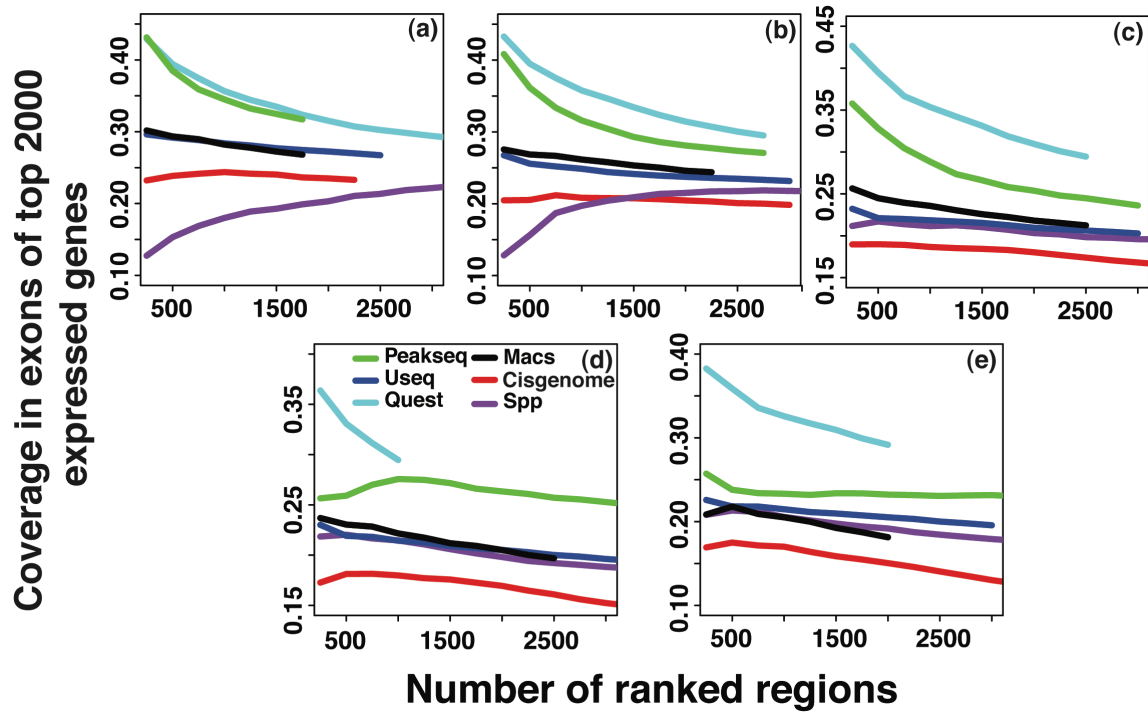 Coverage in exons of top 2000
expressed genes
(a)
0.40
0.30
0.20
0.10
500 1500 2500
(b)
0.40
0.30
0.20
0.10
500 1500 2500
(c)
0.45
0.35
0.25
0.15
500 1500 2500
(d)
Peakseq Macs
Useq Cisgenome
Quest Spp
0.35
0.25
0.15
500 1500 2500
(e)
0.40
0.30
0.20
0.10
500 1500 2500
Number of ranked regions